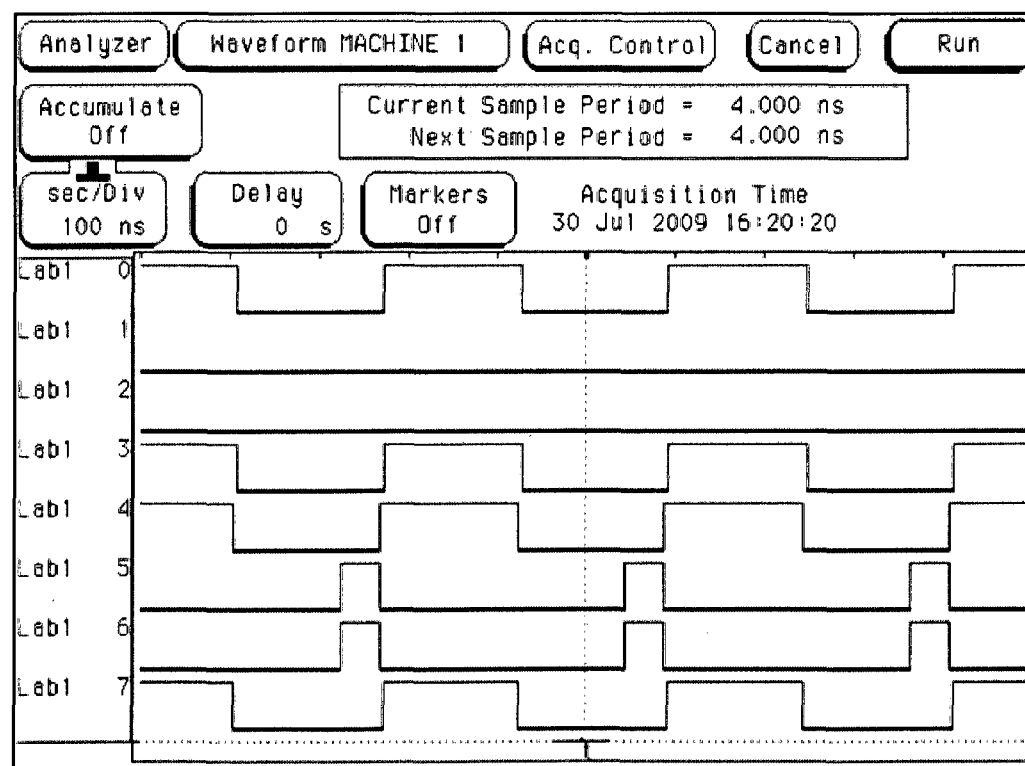 Analyzer Waveform MACHINE 1 Acq. Control Cancel Run
Accumulate
Off
Current Sample Period = 4.000 ns
Next Sample Period = 4.000 ns
sec/Div
100 ns
Delay
0 s
Markers
Off
Acquisition Time
30 Jul 2009 16:20:20
Lab1 0
Lab1 1
Lab1 2
Lab1 3
Lab1 4
Lab1 5
Lab1 6
Lab1 7